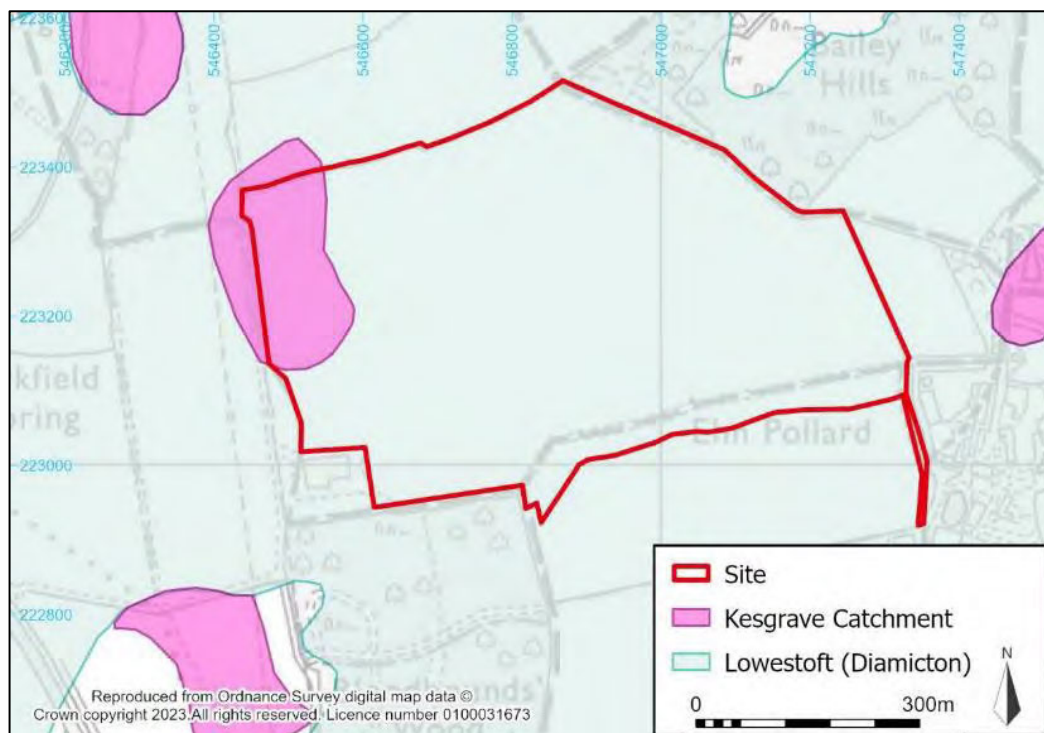 223600
546200
546400
546600
546800
547000
547200
547400
Bailey
Hills
223400
223200
kfield
oring
Elm Pollard
223000
222800
Site
Kesgrave Catchment
Lowestoft (Diamicton)
N
0 300m
Reproduced from Ordnance Survey digital map data ©
Crown copyright 2023.All rights reserved. Licence number 0100031673